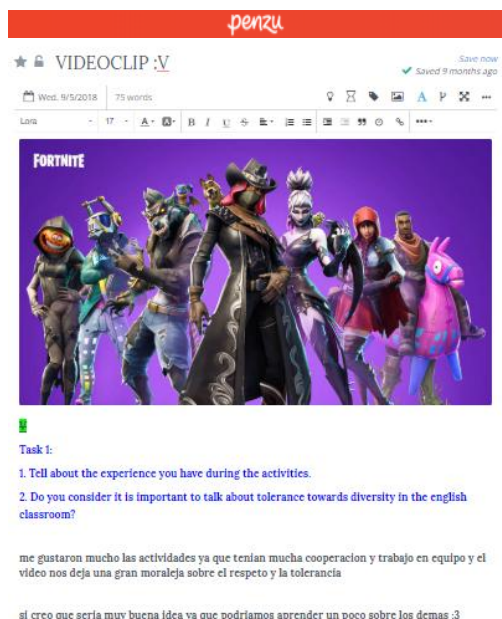 penzu
VIDEOCLIP :V
Save now
Saved 9 months ago
Wed. 9/5/2018 75 words
A P
Lora 17 A A B I U S
FORTNITE
Task 1:
1. Tell about the experience you have during the activities.
2. Do you consider it is important to talk about tolerance towards diversity in the english
classroom?
me gustaron mucho las actividades ya que tenian mucha cooperacion y trabajo en equipo y el
video nos deja una gran moraleja sobre el respeto y la tolerancia
si creo que seria muy buena idea ya que podriamos aprender un poco sobre los demas :3